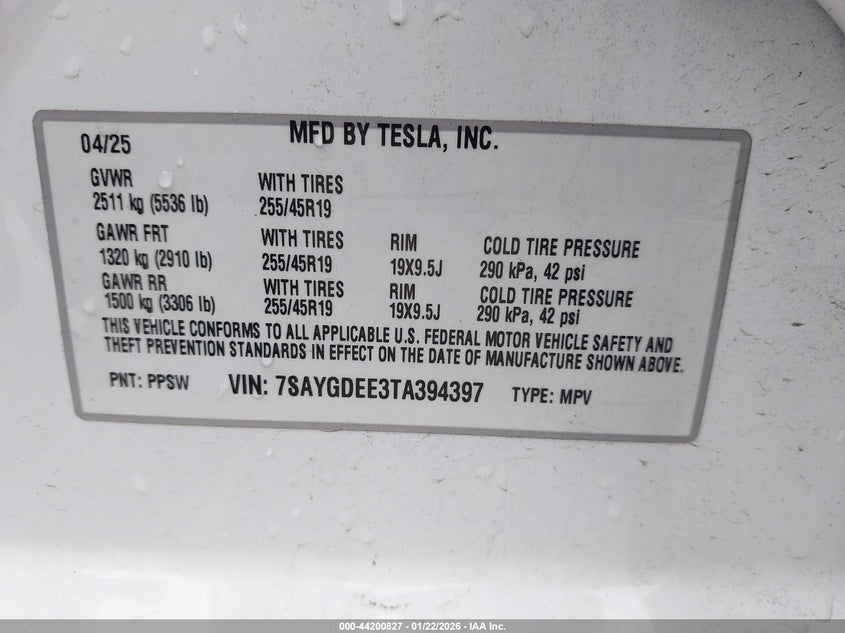 MFD BY TESLA, INC.
04/25
GVWR WITH TIRES
2511 kg (5536 lb) 255/45R19
GAWR FRT WITH TIRES RIM COLD TIRE PRESSURE
1320 kg (2910 lb) 255/45R19 19X9.5J 290 kPa, 42 psi
GAWR RR WITH TIRES RIM COLD TIRE PRESSURE
1500 kg (3306 lb) 255/45R19 19X9.5J 290 kPa, 42 psi
THIS VEHICLE CONFORMS TO ALL APPLICABLE U.S. FEDERAL MOTOR VEHICLE SAFETY AND
THEFT PREVENTION STANDARDS IN EFFECT ON THE DATE OF MANUFACTURE SHOWN ABOVE.
PNT: PPSW VIN: 7SAYGDEE3TA394397 TYPE: MPV
000-44200827 - 01/22/2026 - IAA Inc.